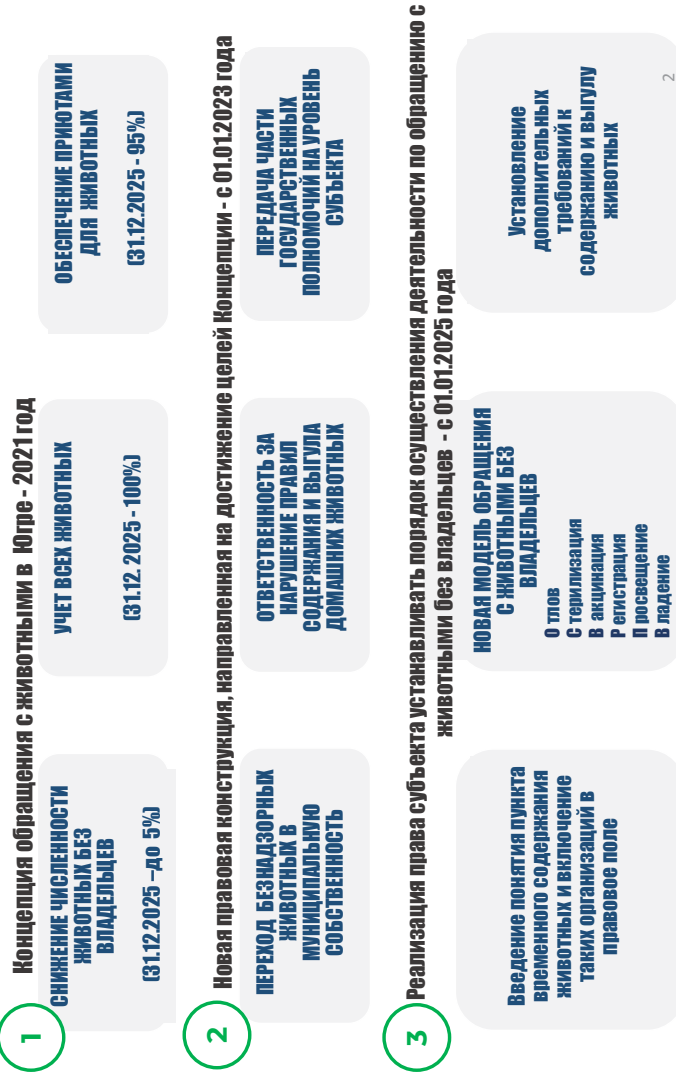 1
Концепция обращения с животными в Югре - 2021 год
СНИЖЕНИЕ ЧИСЛЕННОСТИ
ЖИВОТНЫХ БЕЗ
ВЛАДЕЛЬЦЕВ
(31.12.2025 –до 5%)
УЧЕТ ВСЕХ ЖИВОТНЫХ
(31.12. 2025 - 100%)
ОБЕСПЕЧЕНИЕ ПРИЮТАМИ
ДЛЯ ЖИВОТНЫХ
(31.12.2025 - 95%)
2
Новая правовая конструкция, направленная на достижение целей Концепции - с 01.01.2023 года
ПЕРЕХОД БЕЗНАДЗОРНЫХ
ЖИВОТНЫХ В
МУНИЦИПАЛЬНУЮ
СОБСТВЕННОСТЬ
ОТВЕТСТВЕННОСТЬ ЗА
НАРУШЕНИЕ ПРАВИЛ
СОДЕРЖАНИЯ И ВЫГУЛА
ДОМАШНИХ ЖИВОТНЫХ
ПЕРЕДАЧА ЧАСТИ
ГОСУДАРСТВЕННЫХ
ПОЛНОМОЧИЙ НА УРОВЕНЬ
СУБЪЕКТА
3
Реализация права субъекта устанавливать порядок осуществления деятельности по обращению с
животными без владельцев - с 01.01.2025 года
Введение понятия пункта
временного содержания
животных и включение
таких организаций в
правовое поле
НОВАЯ МОДЕЛЬ ОБРАЩЕНИЯ
С ЖИВОТНЫМИ БЕЗ
ВЛАДЕЛЬЦЕВ
О тлов
С терилизация
В акцинация
Р егистрация
П росвещение
В ладение
Установление
дополнительных
требований к
содержанию и выгулу
животных
2